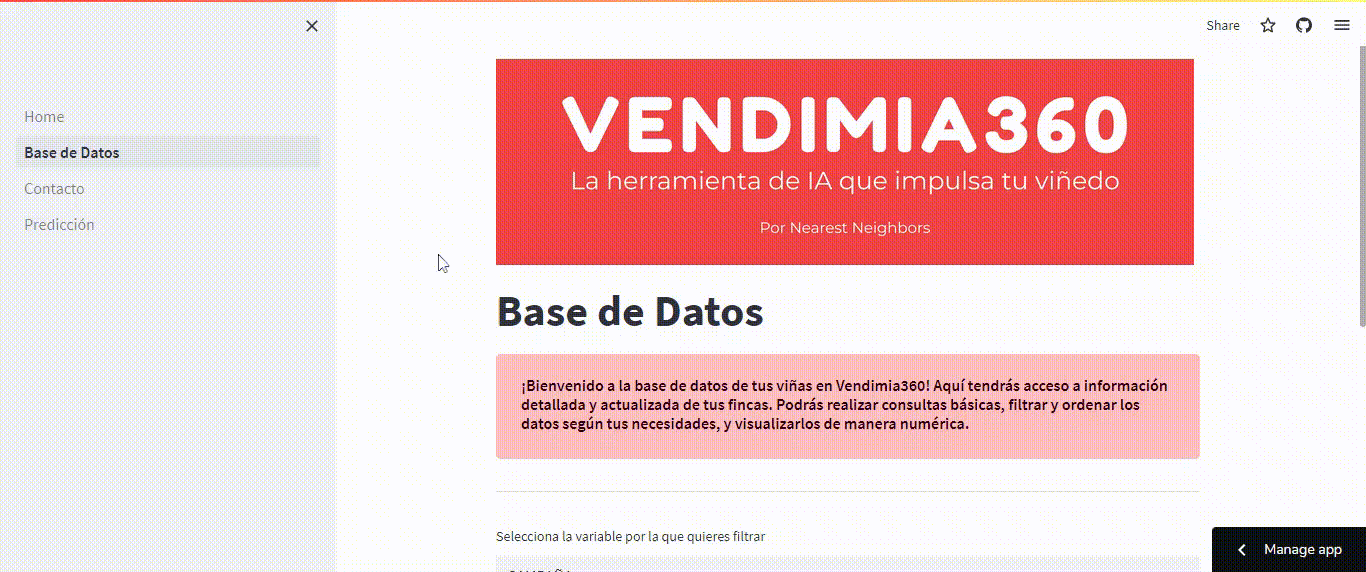 Share
Home
Base de Datos
Contacto
Predicción
VENDIMIA360
La herramienta de IA que impulsa tu viñedo
Por Nearest Neighbors
Base de Datos
¡Bienvenido a la base de datos de tus viñas en Vendimia360! Aquí tendrás acceso a información
detallada y actualizada de tus fincas. Podrás realizar consultas básicas, filtrar y ordenar los
datos según tus necesidades, y visualizarlos de manera numérica.
Selecciona la variable por la que quieres filtrar
Manage app